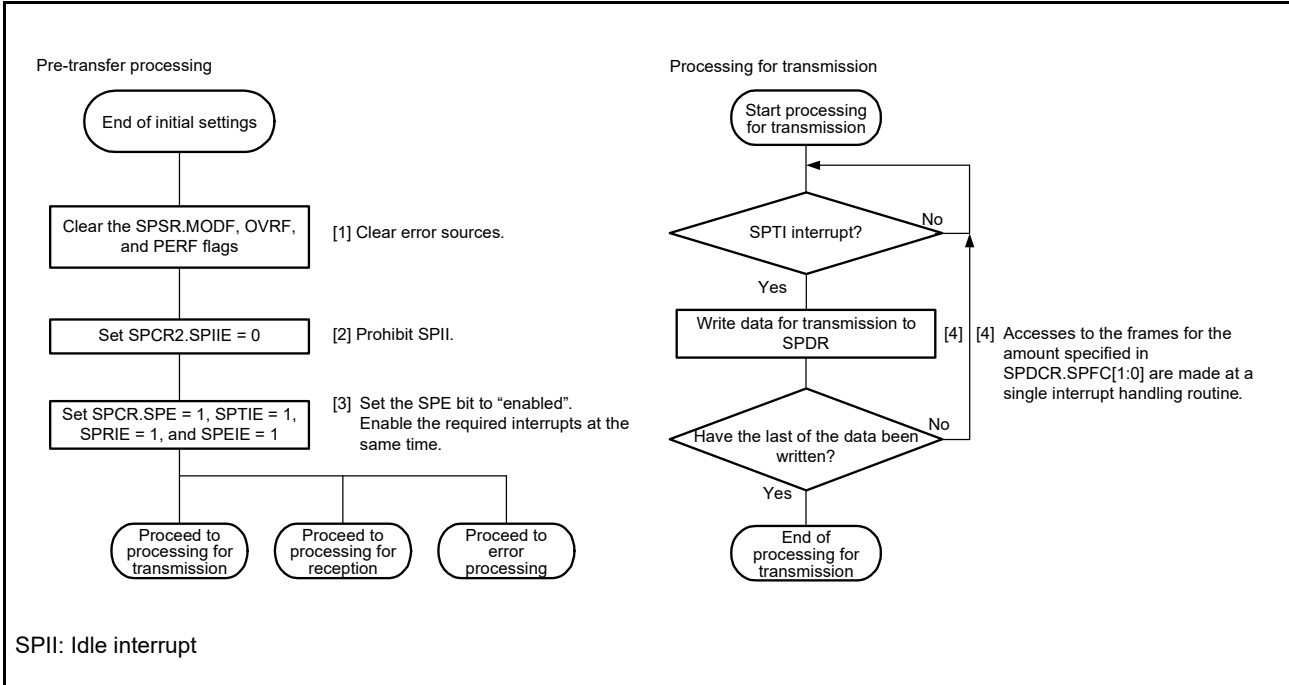 Pre-transfer processing
End of initial settings
Clear the SPSR.MODF, OVRF,
and PERF flags
[1] Clear error sources.
Set SPCR2.SPIIE = 0
[2] Prohibit SPII.
Set SPCR.SPE = 1, SPTIE = 1,
SPRIE = 1, and SPEIE = 1
[3] Set the SPE bit to “enabled”.
Enable the required interrupts at the
same time.
Proceed to
processing for
transmission
Proceed to
processing for
reception
Proceed to
error
processing
Processing for transmission
Start processing
for transmission
SPTI interrupt?
No
Yes
Write data for transmission to
SPDR
[4]
[4] Accesses to the frames for the
amount specified in
SPDCR.SPFC[1:0] are made at a
single interrupt handling routine.
Have the last of the data been
written?
No
Yes
End of
processing for
transmission
SPII: Idle interrupt